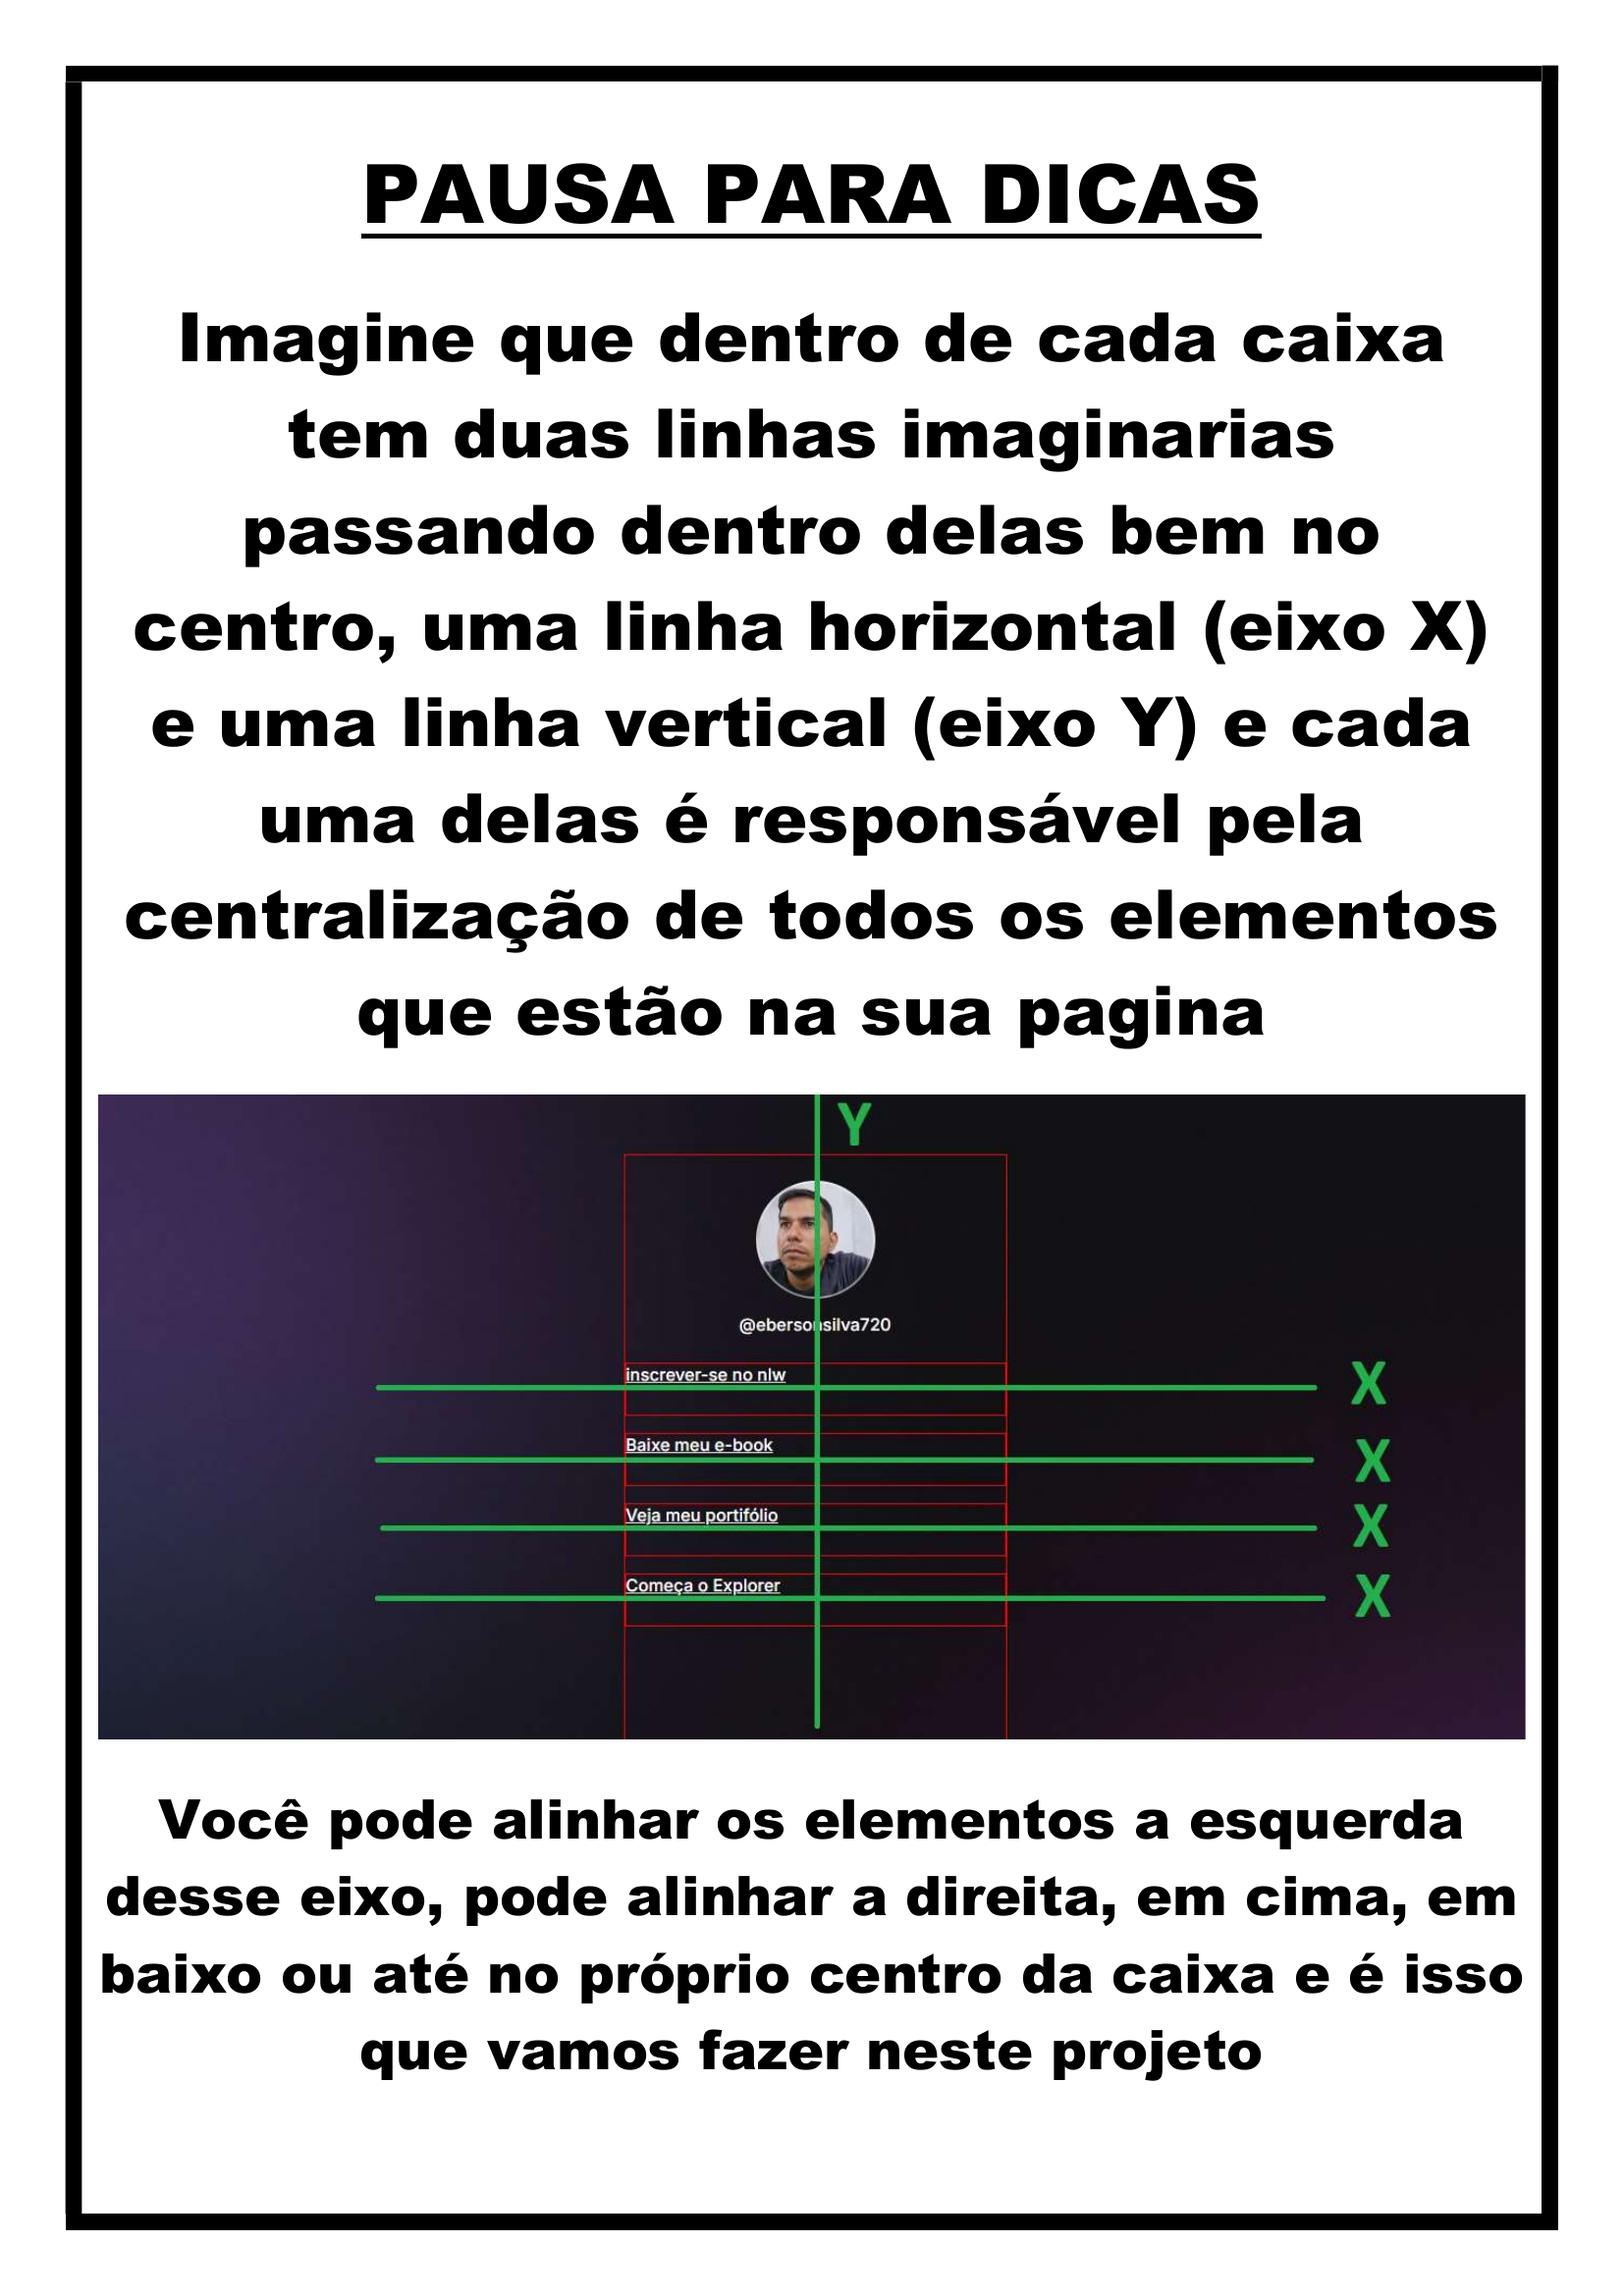 PAUSA PARA DICAS
Imagine que dentro de cada caixa
tem duas linhas imaginarias
passando dentro delas bem no
centro, uma linha horizontal (eixo X)
e uma linha vertical (eixo Y) e cada
uma delas é responsável pela
centralização de todos os elementos
que estão na sua pagina
Y
@ebersonsilva720
inscrever-se no nlw
X
Baixe meu e-book
X
Veja meu portifólio
X
Começa o Explorer
X
Você pode alinhar os elementos a esquerda
desse eixo, pode alinhar a direita, em cima, em
baixo ou até no próprio centro da caixa e é isso
que vamos fazer neste projeto